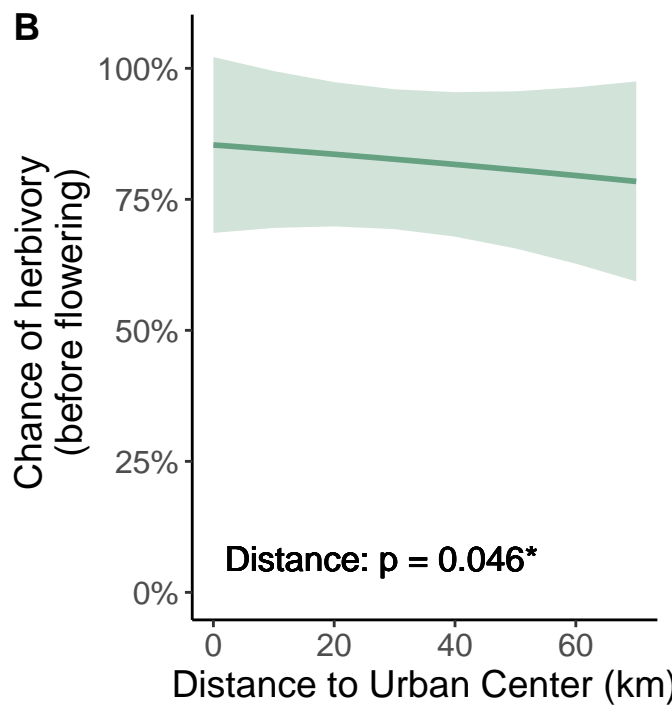 B
100%
75%
50%
25%
0%
Chance of herbivory
(before flowering)
Distance: p = 0.046*
0 20 40 60
Distance to Urban Center (km)